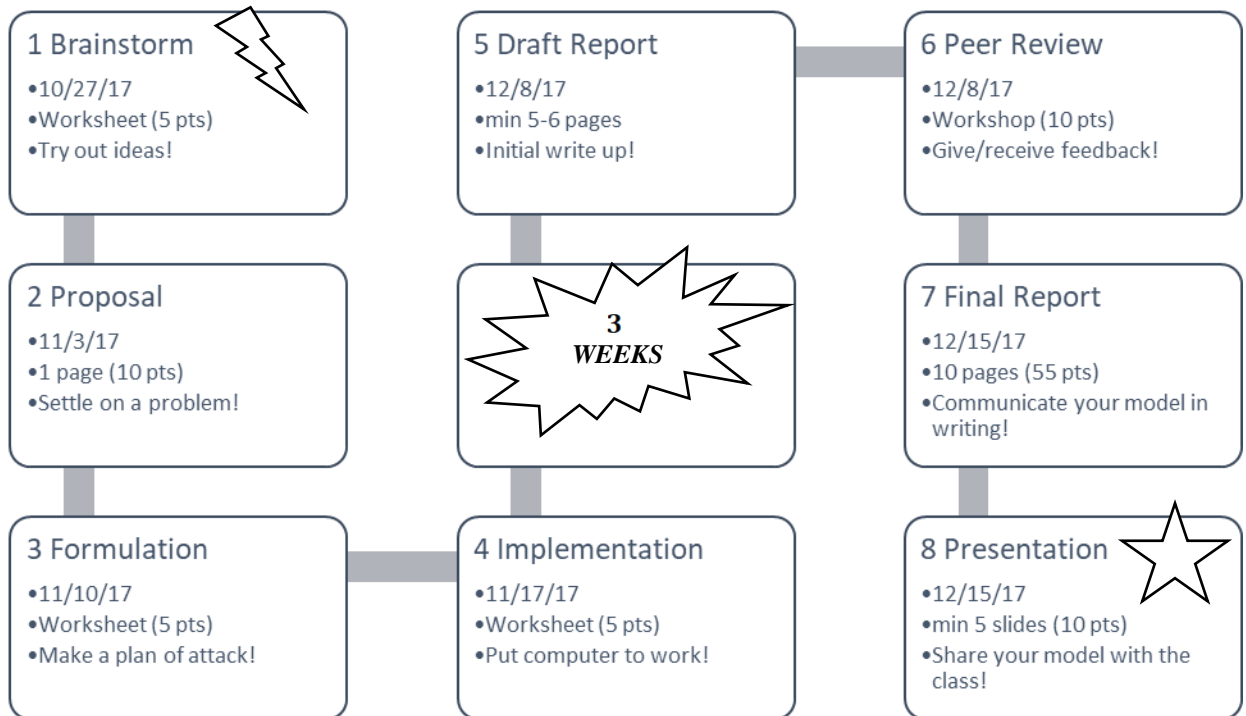 1 Brainstorm
•10/27/17
•Worksheet (5 pts)
•Try out ideas!
2 Proposal
•11/3/17
•1 page (10 pts)
•Settle on a problem!
3 Formulation
•11/10/17
•Worksheet (5 pts)
•Make a plan of attack!
4 Implementation
•11/17/17
•Worksheet (5 pts)
•Put computer to work!
3
WEEKS
5 Draft Report
•12/8/17
•min 5-6 pages
•Initial write up!
6 Peer Review
•12/8/17
•Workshop (10 pts)
•Give/receive feedback!
7 Final Report
•12/15/17
•10 pages (55 pts)
•Communicate your model in
writing!
8 Presentation
•12/15/17
•min 5 slides (10 pts)
•Share your model with the
class!